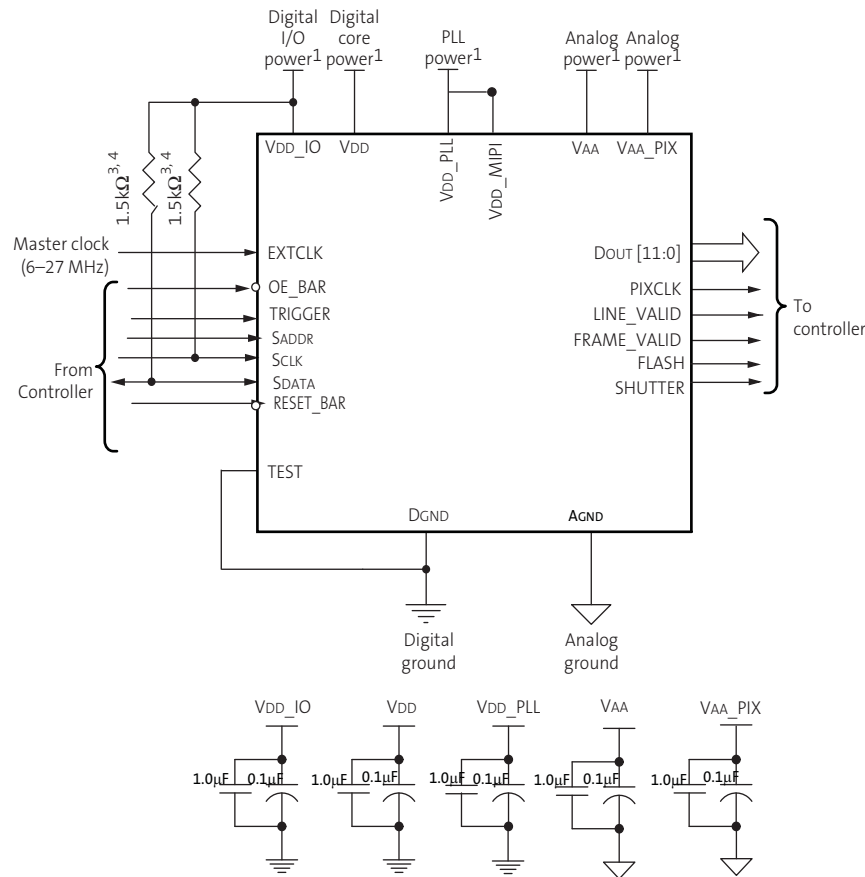 Digital
I/O
power1
Digital
core
power1
PLL
power1
Analog
power1
Analog
power1
VDD_IO
VDD
VDD_PLL
VDD_MIPI
VAA
VAA_PIX
1.5kΩ3, 4
1.5kΩ3, 4
Master clock
(6–27 MHz)
EXTCLK
OE_BAR
TRIGGER
SADDR
SCLK
SDATA
RESET_BAR
From
Controller
TEST
DOUT [11:0]
PIXCLK
LINE_VALID
FRAME_VALID
FLASH
SHUTTER
To
controller
DGND
AGND
Digital
ground
Analog
ground
VDD_IO
VDD
VDD_PLL
VAA
VAA_PIX
1.0µF 0.1µF
1.0µF 0.1µF
1.0µF 0.1µF
1.0µF 0.1µF
1.0µF 0.1µF